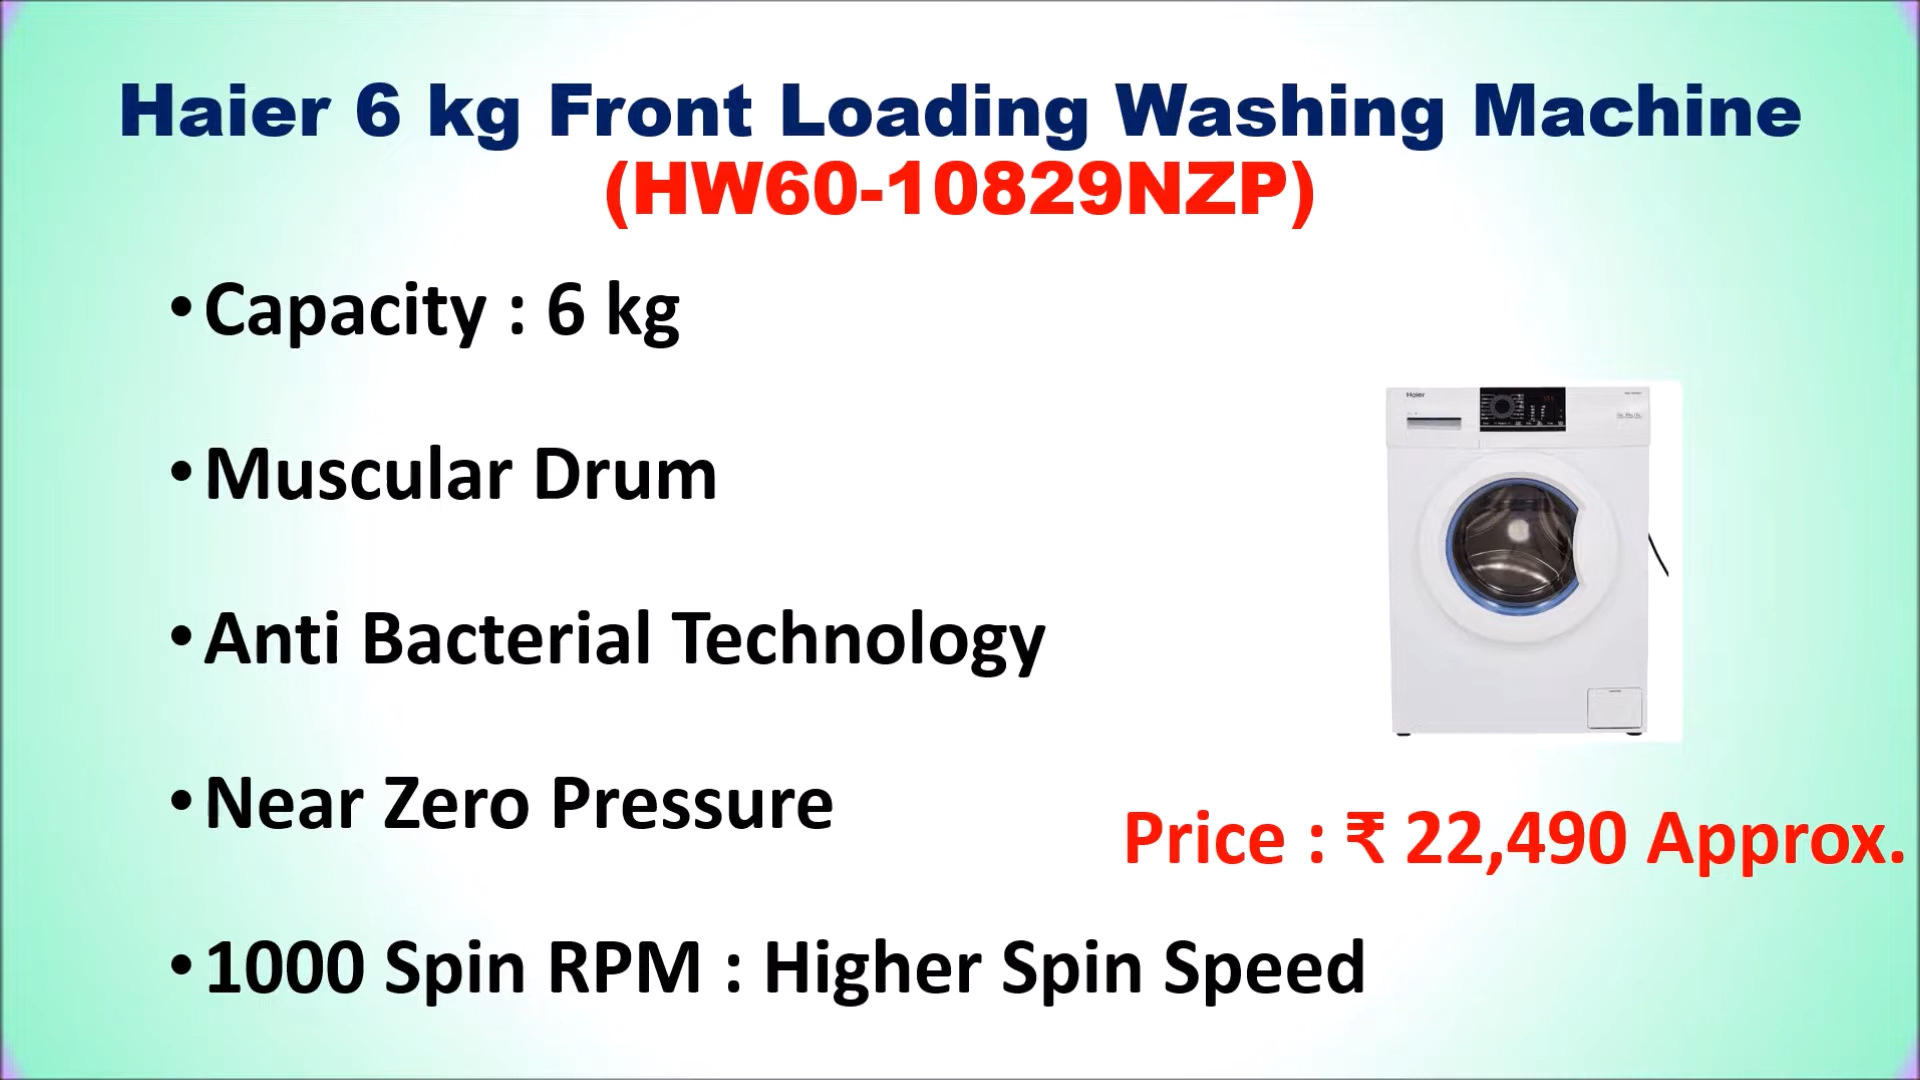 Haier 6 kg Front Loading Washing Machine
(HW60-10829NZP)
•Capacity : 6 kg
•Muscular Drum
•Anti Bacterial Technology
•Near Zero Pressure
•1000 Spin RPM : Higher Spin Speed
Haier
Price : ₹ 22,490 Approx.